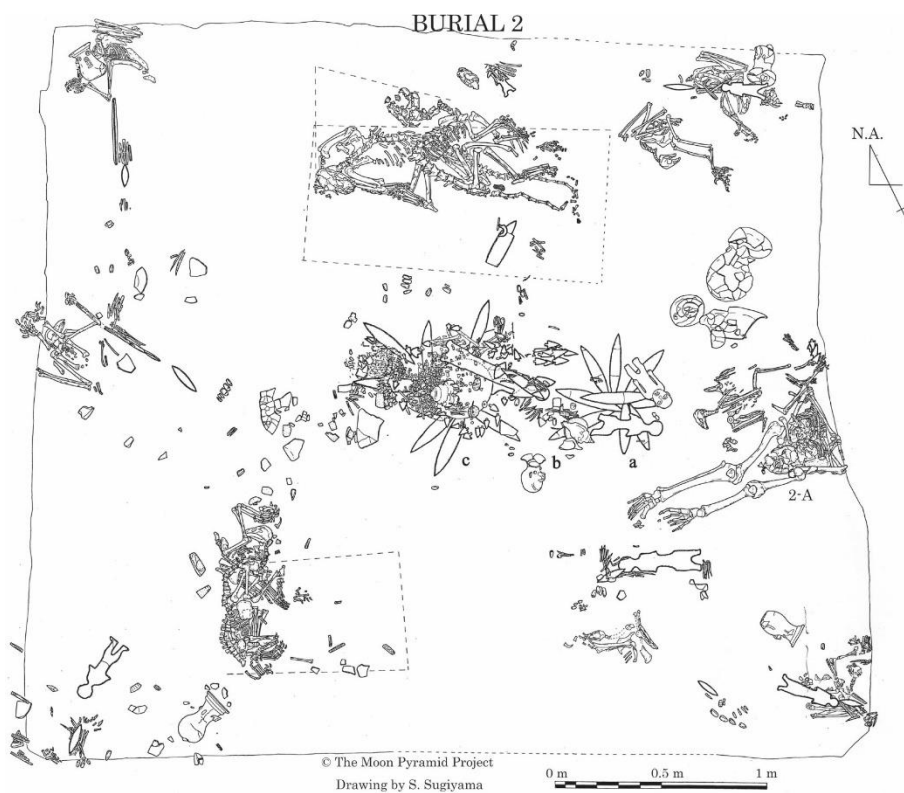 BURIAL 2
N.A.
c
b
a
2-A
© The Moon Pyramid Project
Drawing by S. Sugiyama
0 m
0.5 m
1 m